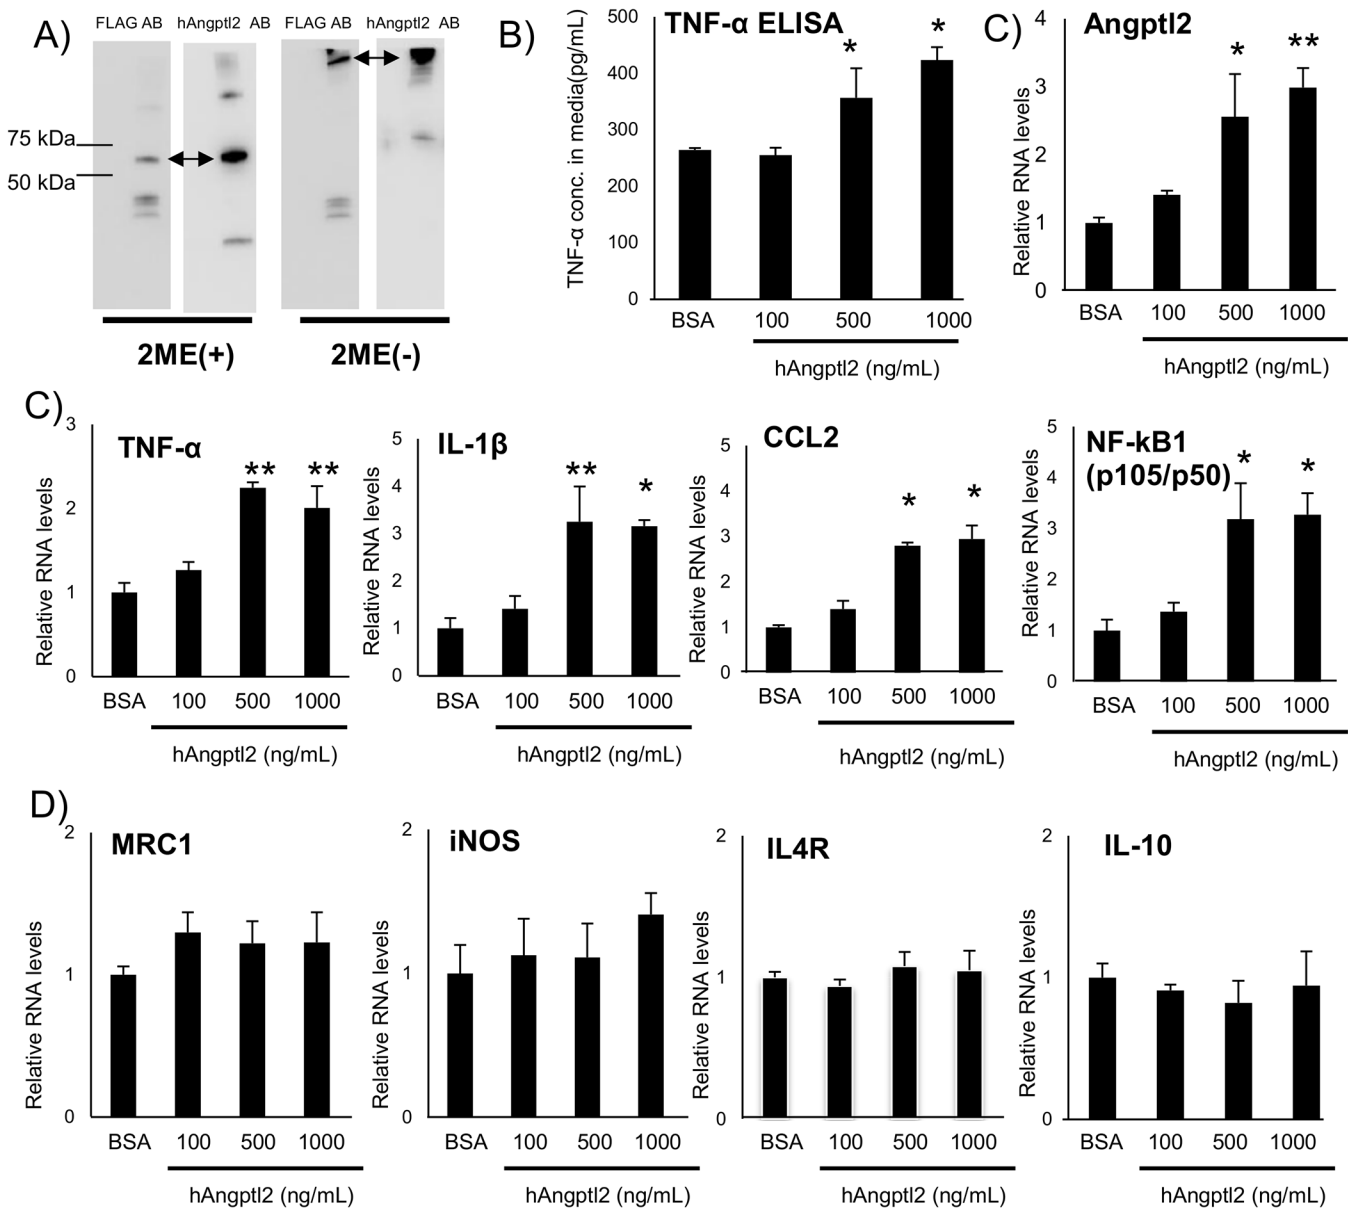 A)
FLAG AB hAngptl2 AB FLAG AB hAngptl2 AB
75 kDa
50 kDa
2ME(+) 2ME(-)
B)
TNF-α ELISA
TNF-α conc. in media(pg/mL)
500
400
300
200
100
0
* *
BSA 100 500 1000
hAngptl2 (ng/mL)
C)
Angptl2
Relative RNA levels
4
3
2
1
0
* **
BSA 100 500 1000
hAngptl2 (ng/mL)
C)
TNF-α
Relative RNA levels
3
2
1
0
** **
BSA 100 500 1000
hAngptl2 (ng/mL)
IL-1β
Relative RNA levels
5
4
3
2
1
0
** *
BSA 100 500 1000
hAngptl2 (ng/mL)
CCL2
Relative RNA levels
5
4
3
2
1
0
* *
BSA 100 500 1000
hAngptl2 (ng/mL)
NF-kB1
(p105/p50)
Relative RNA levels
5
4
3
2
1
0
* *
BSA 100 500 1000
hAngptl2 (ng/mL)
D)
MRC1
Relative RNA levels
2
1
0
BSA 100 500 1000
hAngptl2 (ng/mL)
iNOS
Relative RNA levels
2
1
0
BSA 100 500 1000
hAngptl2 (ng/mL)
IL4R
Relative RNA levels
2
1
0
BSA 100 500 1000
hAngptl2 (ng/mL)
IL-10
Relative RNA levels
2
1
0
BSA 100 500 1000
hAngptl2 (ng/mL)